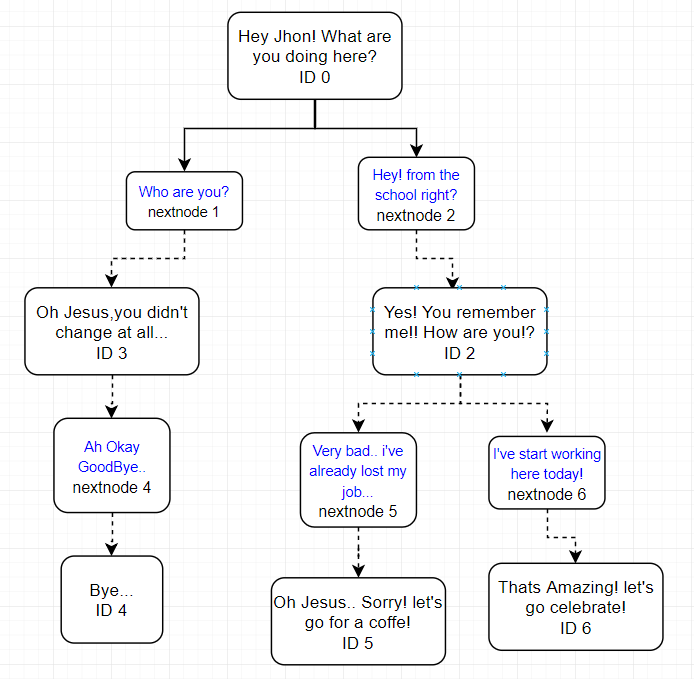 Hey Jhon! What are
you doing here?
ID 0
Who are you?
nextnode 1
Hey! from the
school right?
nextnode 2
Oh Jesus,you didn't
change at all...
ID 3
Yes! You remember
me!! How are you!?
ID 2
Ah Okay
GoodBye..
nextnode 4
Very bad.. i've
already lost my
job...
nextnode 5
I've start working
here today!
nextnode 6
Bye...
ID 4
Oh Jesus.. Sorry! let's
go for a coffe!
ID 5
Thats Amazing! let's
go celebrate!
ID 6